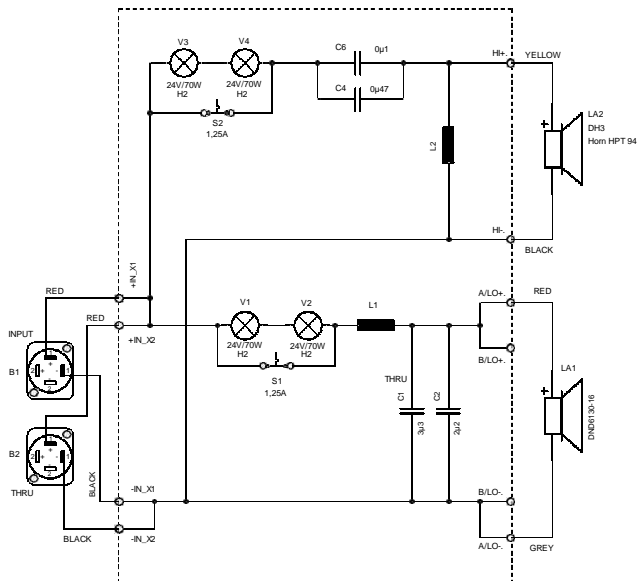 V3
V4
C6
0µ1
HI+.
YELLOW
24V/70W
H2
24V/70W
H2
C4
0µ47
S2
1,25A
L2
LA2
DH3
Horn HPT 94
HI-.
BLACK
+IN_X1
RED
RED
+IN_X2
V1
V2
L1
A/LO+.
RED
24V/70W
H2
24V/70W
H2
B/LO+.
S1
1,25A
INPUT
B1
THRU
C1
3µ3
C2
2µ2
LA1
DND6130-16
B2
THRU
BLACK
-IN_X1
B/LO-.
BLACK
-IN_X2
A/LO-.
GREY